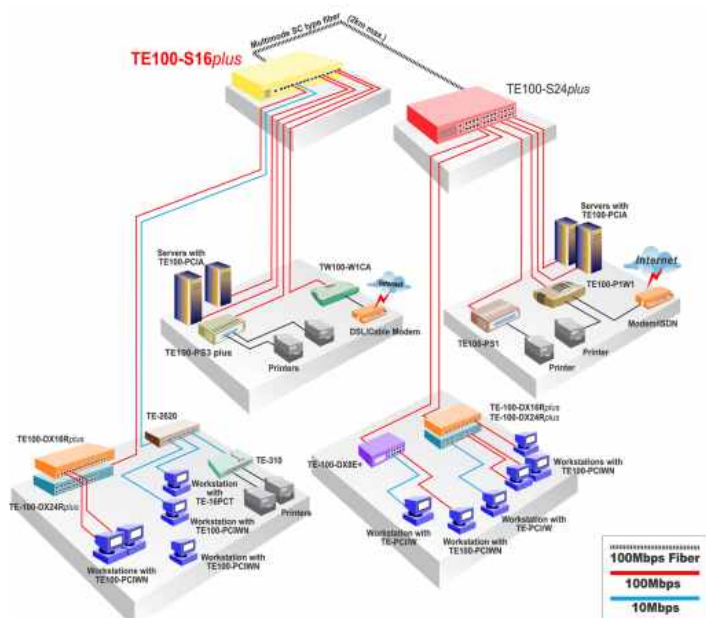 Multimode SC type fiber
(2km max.)
TE100-S16plus
TE100-S24plus
Servers with
TE100-PCIA
TW100-W1CA
DSL/Cable Modem
TE100-PS3 plus
Printers
Servers with
TE100-PCIA
Internet
TE100-P1W1
Modem/ISDN
TE100-PS1
Printer
Printer
TE100-DX16Rplus
TE-100-DX24Rplus
TE-2620
TE-310
Workstation
with
TE-16PCT
Printers
Workstation with
TE100-PCIWN
Workstation with
TE100-PCIWN
Workstations with
TE100-PCIWN
TE-100-DX16Rplus
TE-100-DX24Rplus
TE-100-DX8E+
Workstations with
TE100-PCIWN
Workstation with
TE-PCI/W
Workstation with
TE-PCI/W
Workstation with
TE100-PCIWN
100Mbps Fiber
100Mbps
10Mbps